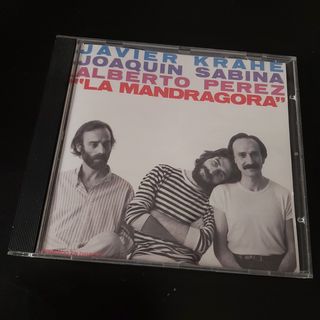 JAVIER KRAHE
JOAQUIN SABINA
ALBERTO PEREZ
"LA MANDRAGORA"